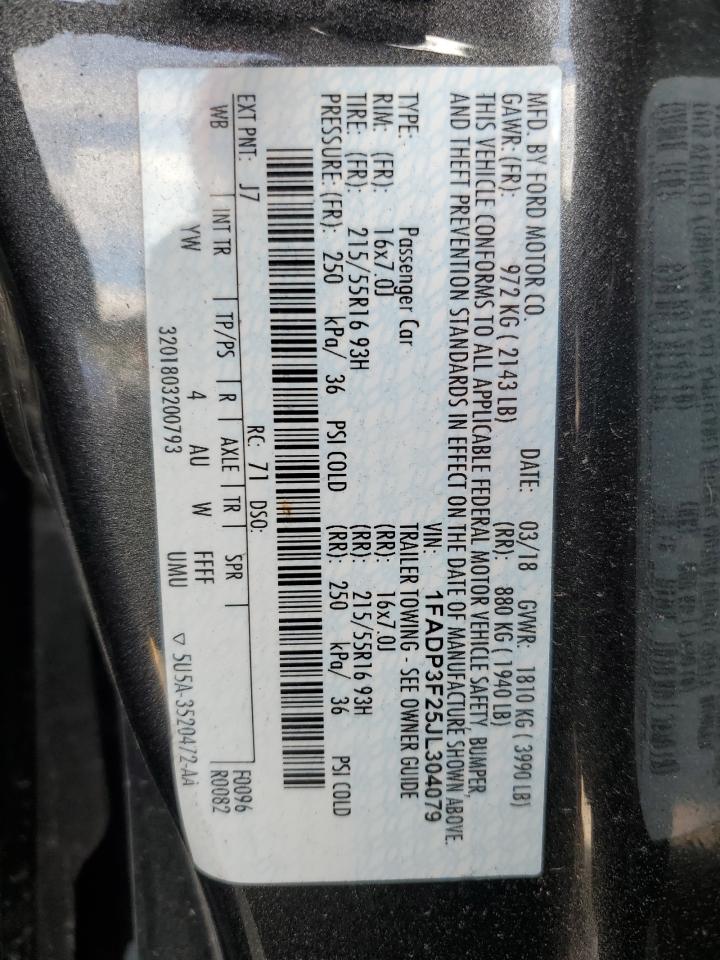 MFD. BY FORD MOTOR CO. DATE: 03/18 GVWR: 1810 KG ( 3990 LB)
GAWR: (FR): 972 KG ( 2143 LB) (RR): 880 KG ( 1940 LB)
THIS VEHICLE CONFORMS TO ALL APPLICABLE FEDERAL MOTOR VEHICLE SAFETY, BUMPER,
AND THEFT PREVENTION STANDARDS IN EFFECT ON THE DATE OF MANUFACTURE SHOWN ABOVE.
VIN: 1FADP3F25JL304079
TYPE: Passenger Car TRAILER TOWING - SEE OWNER GUIDE
RIM: (FR): 16x7.0J (RR): 16x7.0J
TIRE: (FR): 215/55R16 93H (RR): 215/55R16 93H
PRESSURE: (FR): 250 kPa/ 36 PSI COLD (RR): 250 kPa/ 36 PSI COLD
EXT PNT: J7 RC: 71 DSO: F0096
WB INT TR TP/PS R AXLE TR SPR R0082
YW 4 AU W FFFF
3201803200793 UMU ▽ 5U5A-3520472-AA